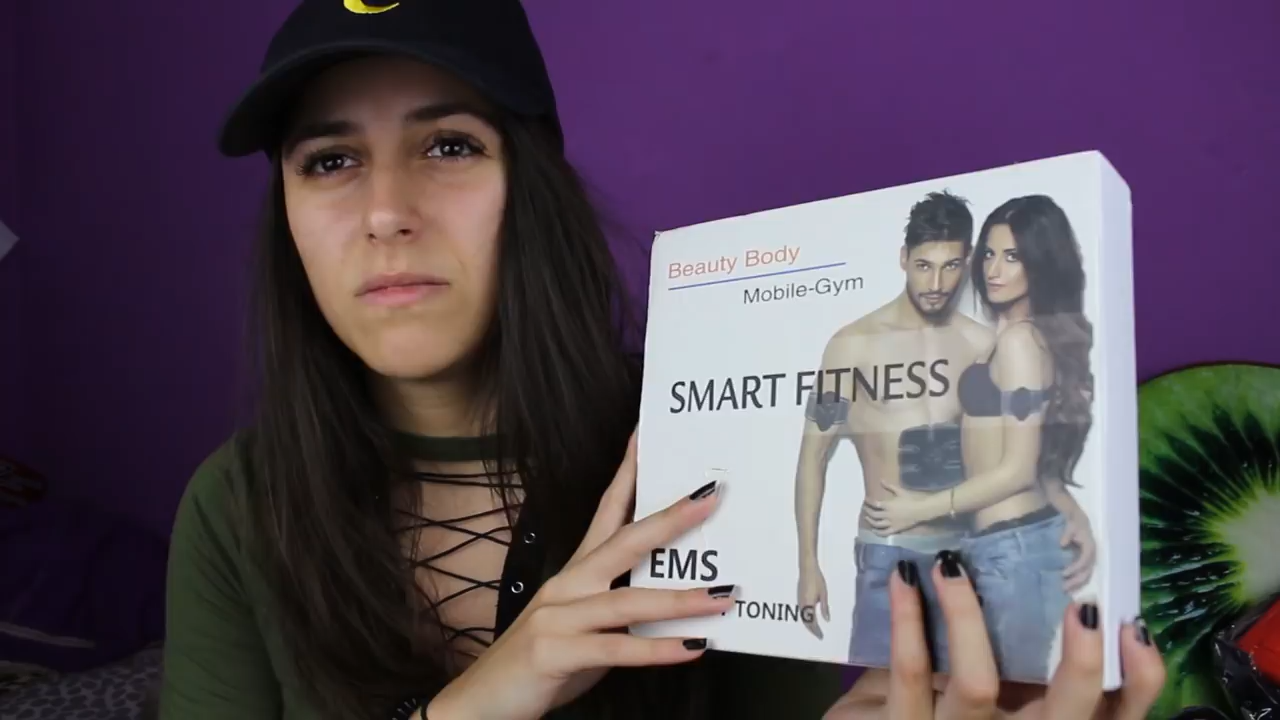 Beauty Body
Mobile-Gym
SMART FITNESS
EMS
TONING